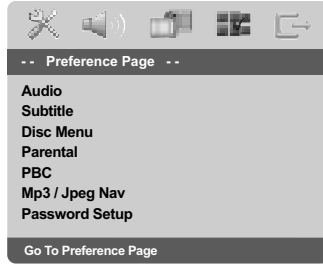 - -  Preference Page  - -
Audio
Subtitle
Disc Menu
Parental
PBC
Mp3 / Jpeg Nav
Password Setup
Go To Preference Page